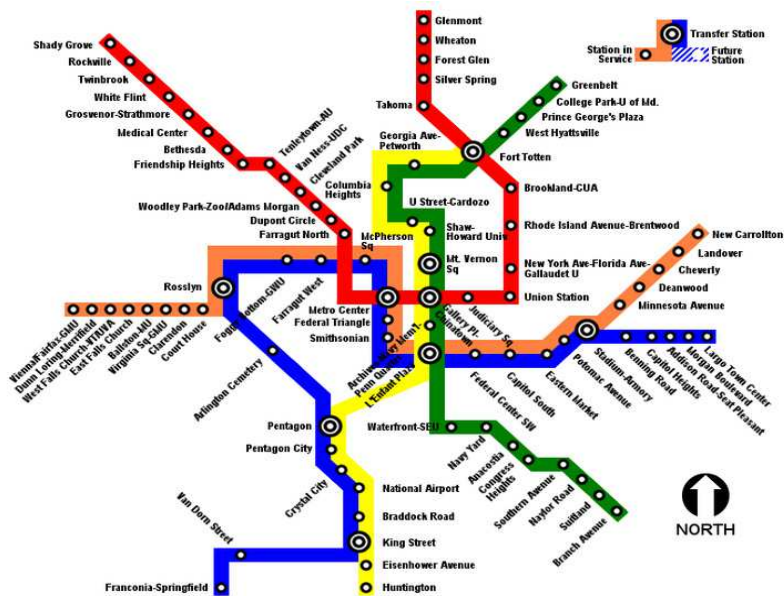 Glenmont
Wheaton
Forest Glen
Silver Spring
Takoma
Transfer Station
Station in
Service
Future
Station
Shady Grove
Rockville
Twinbrook
White Flint
Grosvenor-Strathmore
Medical Center
Bethesda
Friendship Heights
Tenleytown-AU
Van Ness-UDC
Cleveland Park
Woodley Park-Zoo/Adams Morgan
Dupont Circle
Farragut North
Georgia Ave-
Petworth
Columbia
Heights
U Street-Cardozo
Shaw-
Howard Univ
Mt. Vernon
Sq
Greenbelt
College Park-U of Md.
Prince George's Plaza
West Hyattsville
Fort Totten
Brookland-CUA
Rhode Island Avenue-Brentwood
New York Ave-Florida Ave-
Gallaudet U
Union Station
Judiciary Sq
Gallery Pl-
Chinatown
McPherson
Sq
Metro Center
Federal Triangle
Smithsonian
Archives-Navy Mem'l-
Penn Quarter
L'Enfant Plaza
Rosslyn
Foggy Bottom-GWU
Farragut West
Vienna/Fairfax-GMU
Dunn Loring-Merrifield
West Falls Church-VT/UVA
East Falls Church
Ballston-MU
Virginia Sq-GMU
Clarendon
Court House
New Carrollton
Landover
Cheverly
Deanwood
Minnesota Avenue
Federal Center SW
Capitol South
Eastern Market
Potomac Avenue
Stadium-Armory
Benning Road
Capitol Heights
Addison Road-Seat Pleasant
Morgan Boulevard
Largo Town Center
Arlington Cemetery
Pentagon
Pentagon City
Crystal City
National Airport
Braddock Road
King Street
Eisenhower Avenue
Huntington
Van Dorn Street
Franconia-Springfield
Waterfront-SEU
Navy Yard
Anacostia
Congress
Heights
Southern Avenue
Naylor Road
Suitland
Branch Avenue
NORTH